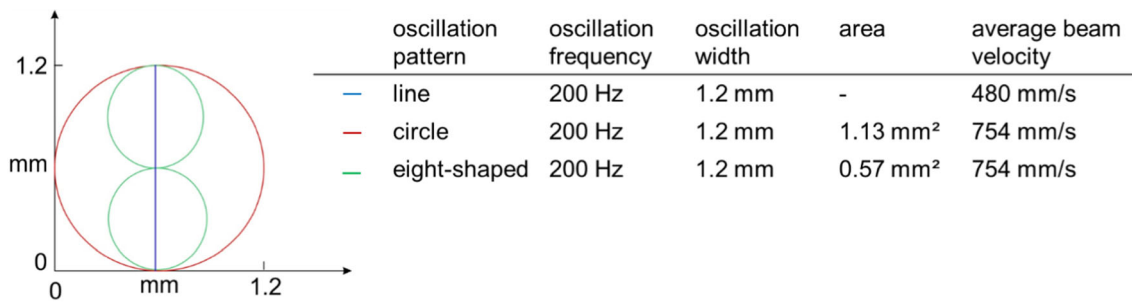 1.2
mm
0
0
mm
1.2
oscillation pattern oscillation frequency oscillation width area average beam velocity
line 200 Hz 1.2 mm - 480 mm/s
circle 200 Hz 1.2 mm 1.13 mm² 754 mm/s
eight-shaped 200 Hz 1.2 mm 0.57 mm² 754 mm/s